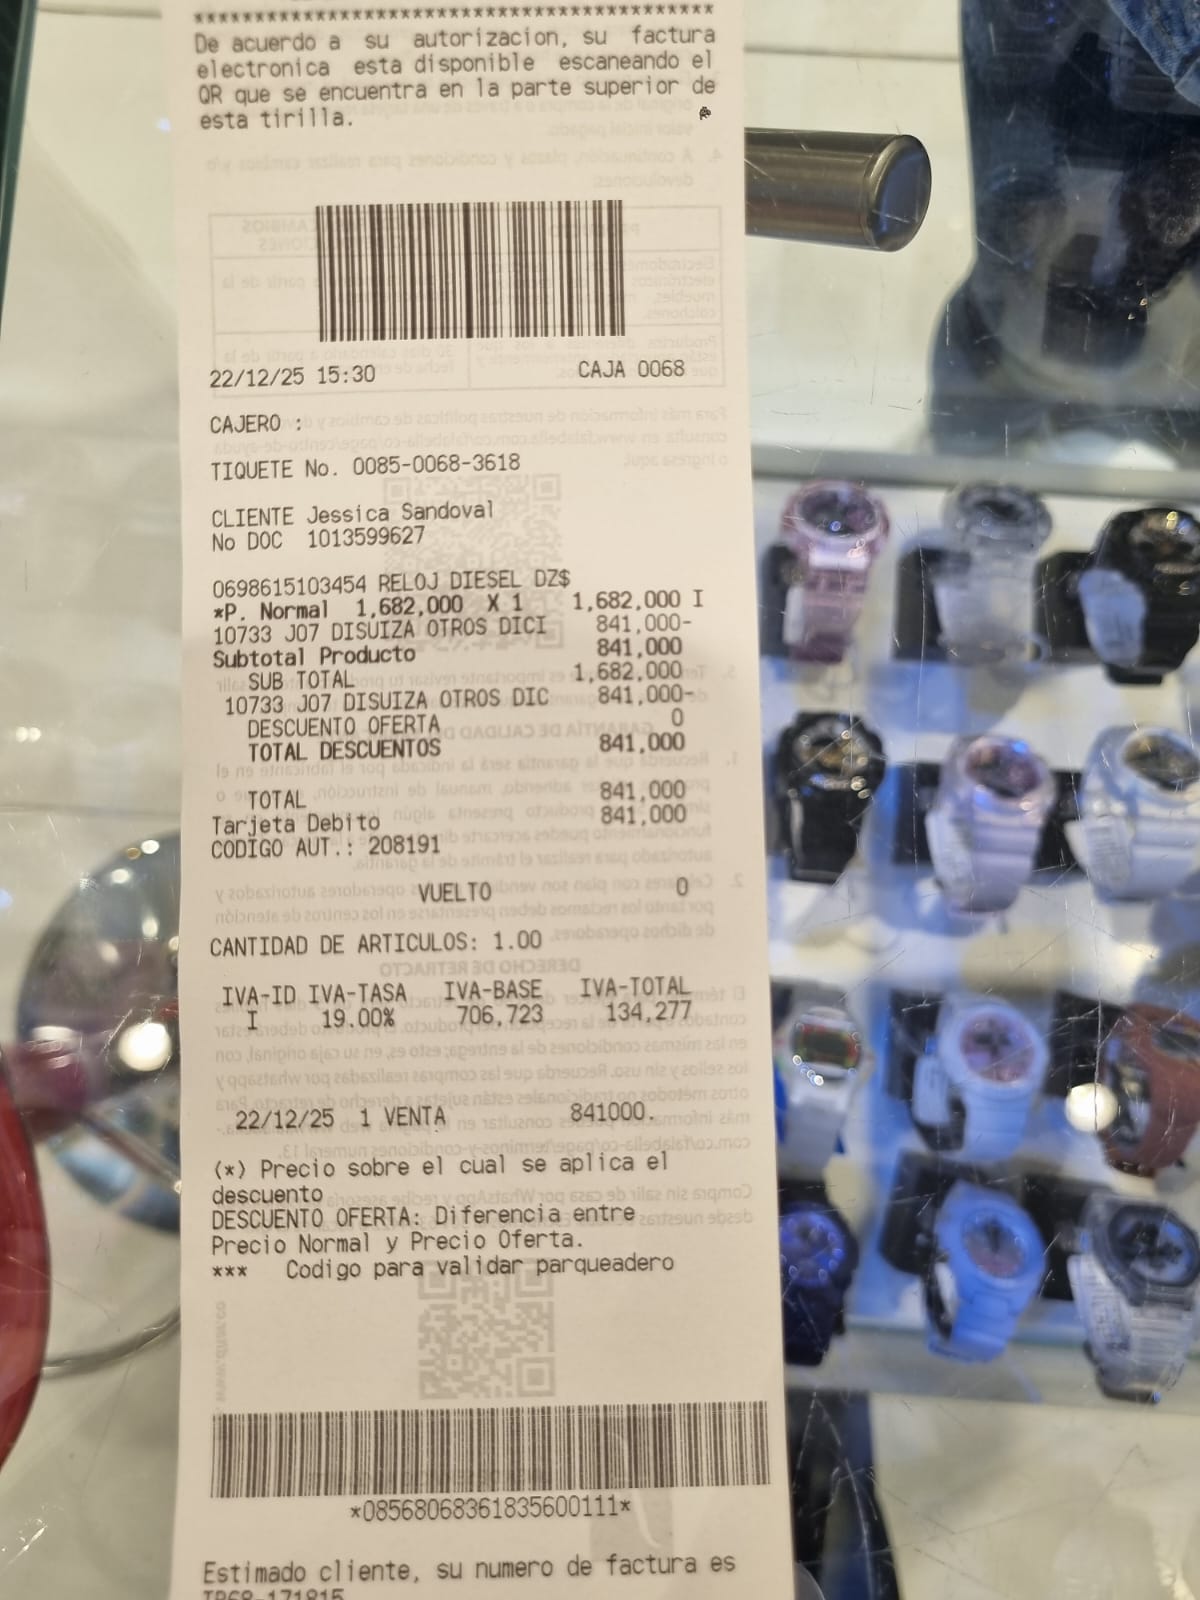 *******************************************
De acuerdo a su autorizacion, su factura
electronica esta disponible escaneando el
QR que se encuentra en la parte superior de
esta tirilla.
22/12/25 15:30 CAJA 0068
CAJERO :
TIQUETE No. 0085-0068-3618
CLIENTE Jessica Sandoval
No DOC 1013599627
0698615103454 RELOJ DIESEL DZ$
*P. Normal 1,682,000 X 1 1,682,000 I
10733 J07 DISUIZA OTROS DICI 841,000-
Subtotal Producto 841,000
SUB TOTAL 1,682,000
10733 J07 DISUIZA OTROS DIC 841,000-
DESCUENTO OFERTA 0
TOTAL DESCUENTOS 841,000
TOTAL 841,000
Tarjeta Debito 841,000
CODIGO AUT.: 208191
VUELTO 0
CANTIDAD DE ARTICULOS: 1.00
IVA-ID IVA-TASA IVA-BASE IVA-TOTAL
I 19.00% 706,723 134,277
22/12/25 1 VENTA 841000.
(*) Precio sobre el cual se aplica el
descuento
DESCUENTO OFERTA: Diferencia entre
Precio Normal y Precio Oferta.
*** Codigo para validar parqueadero
*08568068361835600111*
Estimado cliente, su numero de factura es